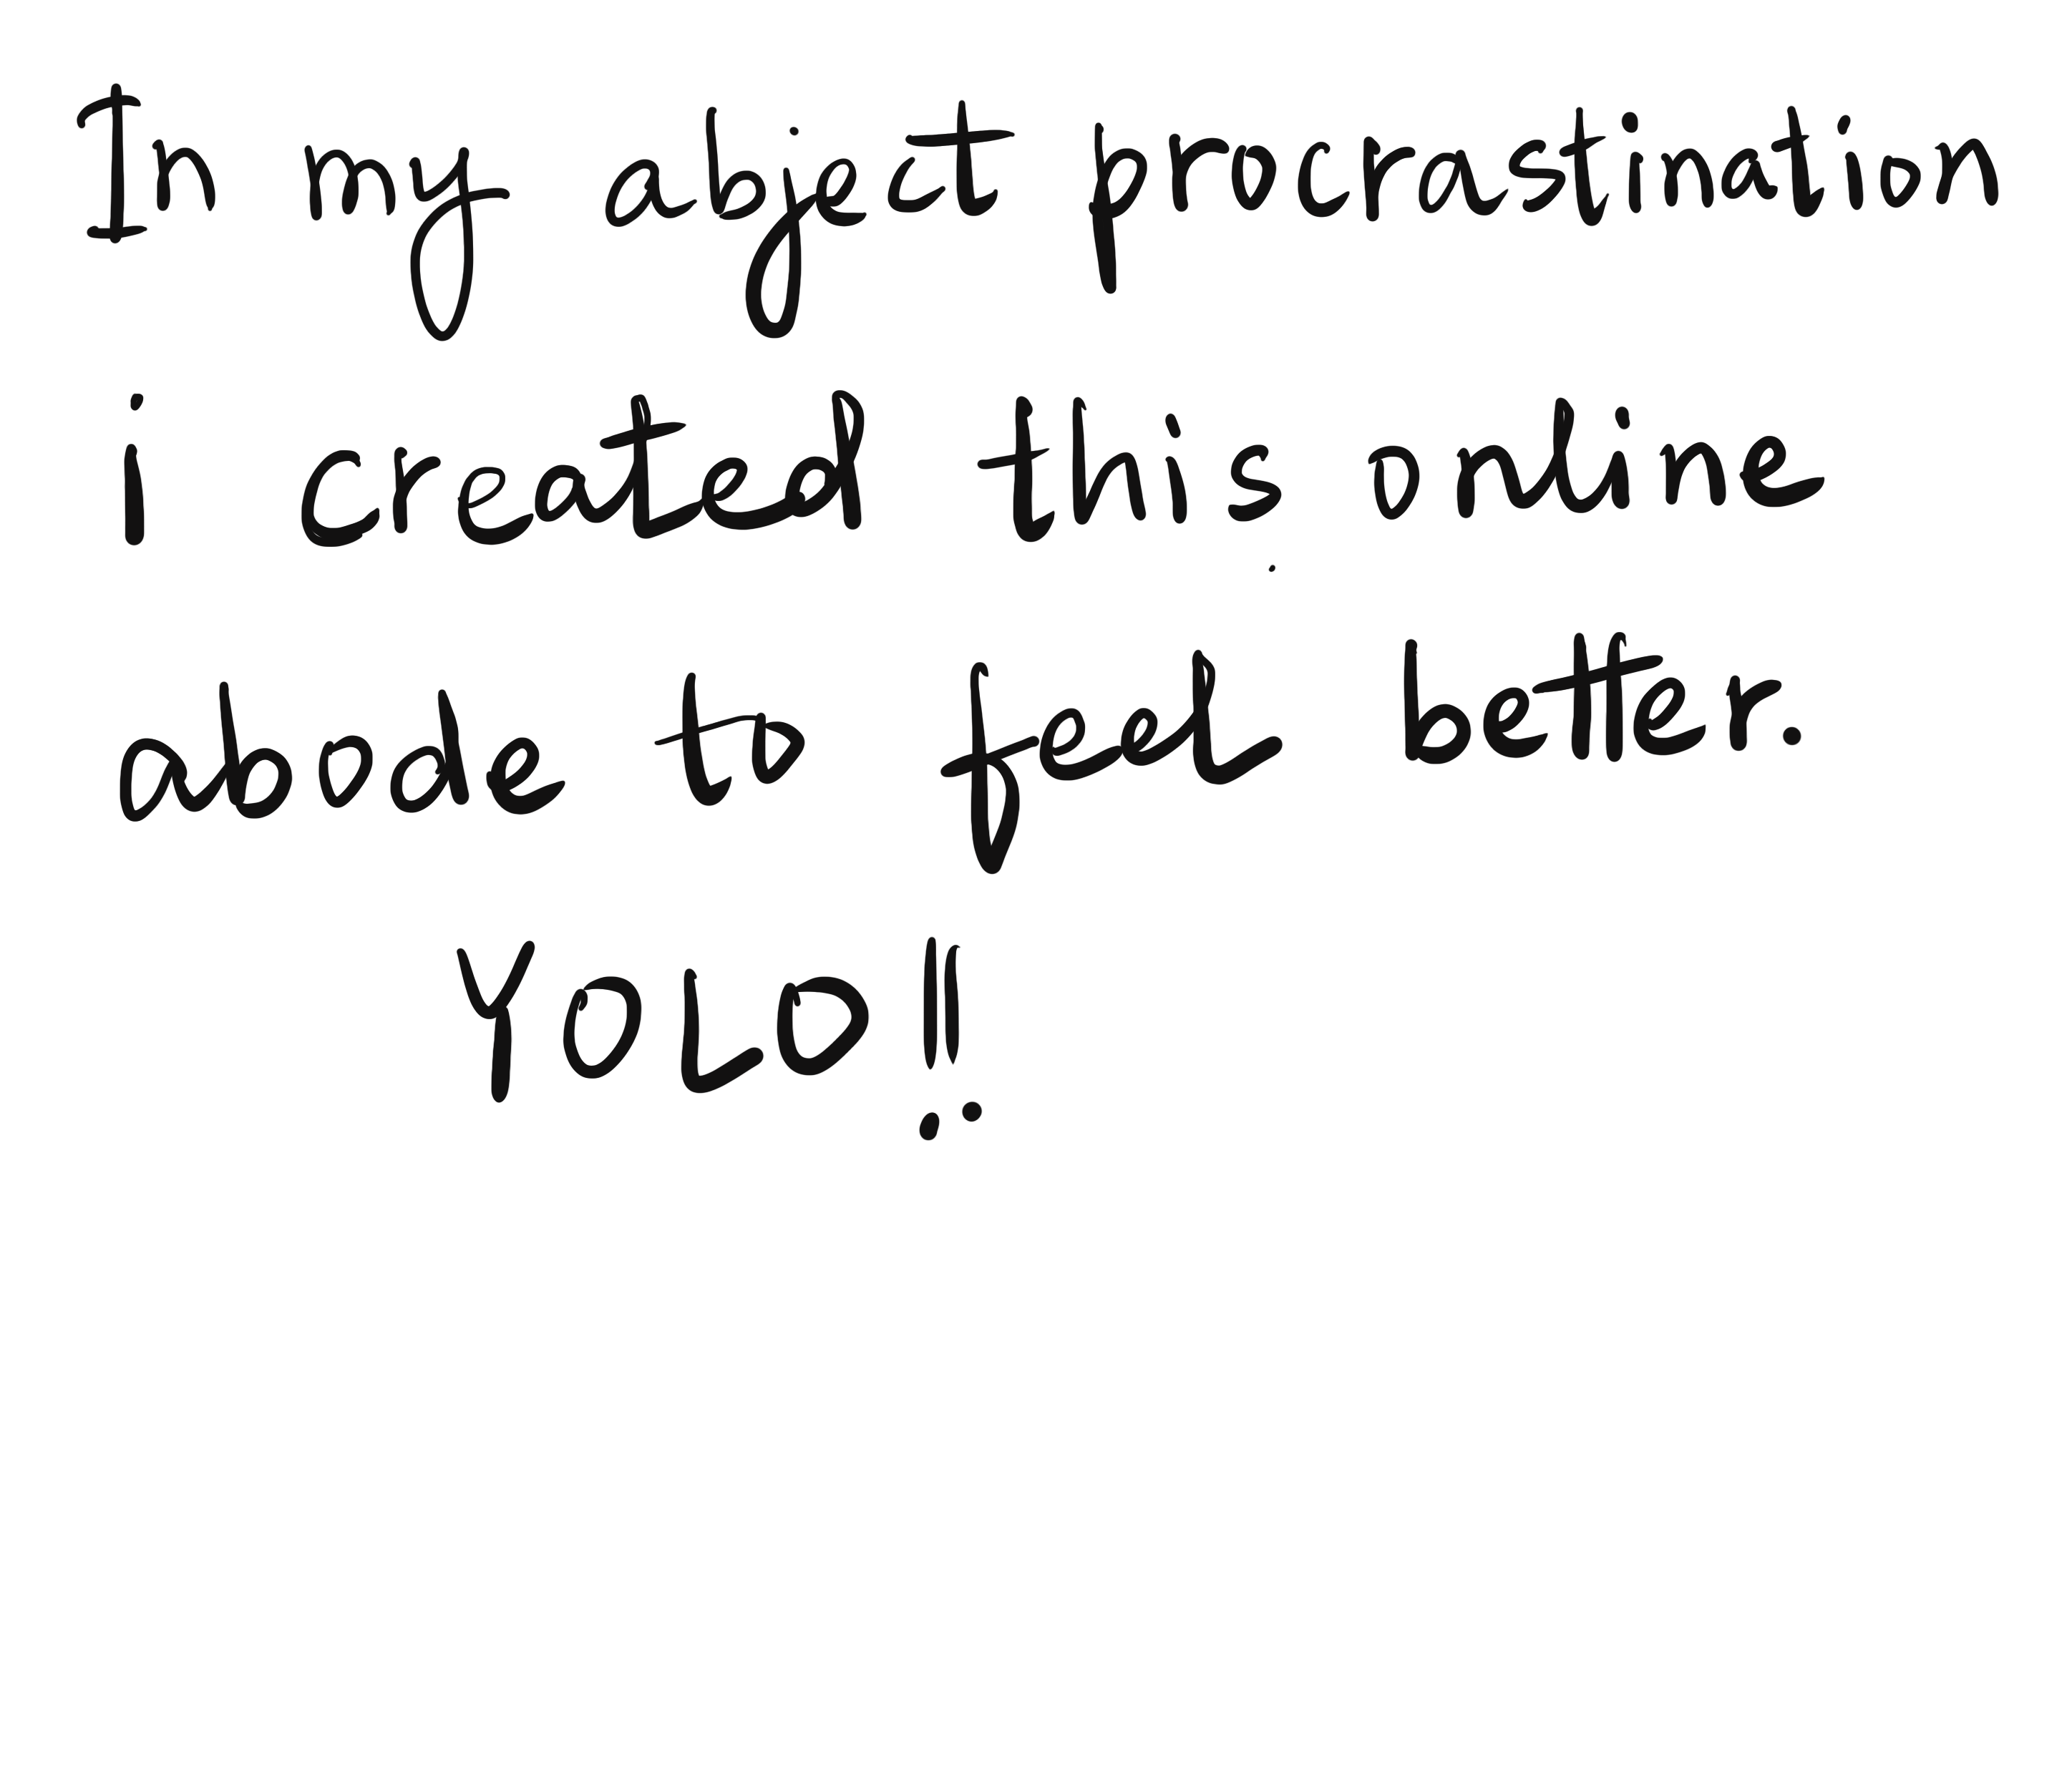 In my abject procrastination
i created this online
abode to feel better.
YOLO!!